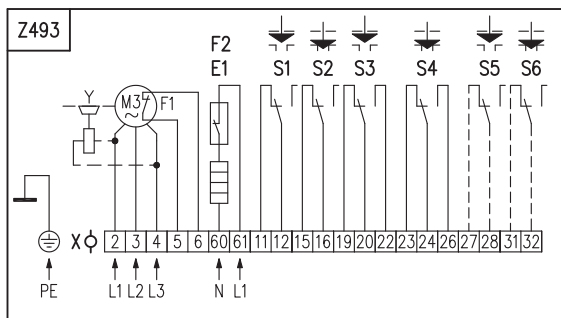 Z493
F2
E1 S1 S2 S3 S4 S5 S6
Y M3 F1
~
X 2 3 4 5 6 60 61 11 12 15 16 19 20 22 23 24 26 27 28 31 32
PE L1 L2 L3 N L1